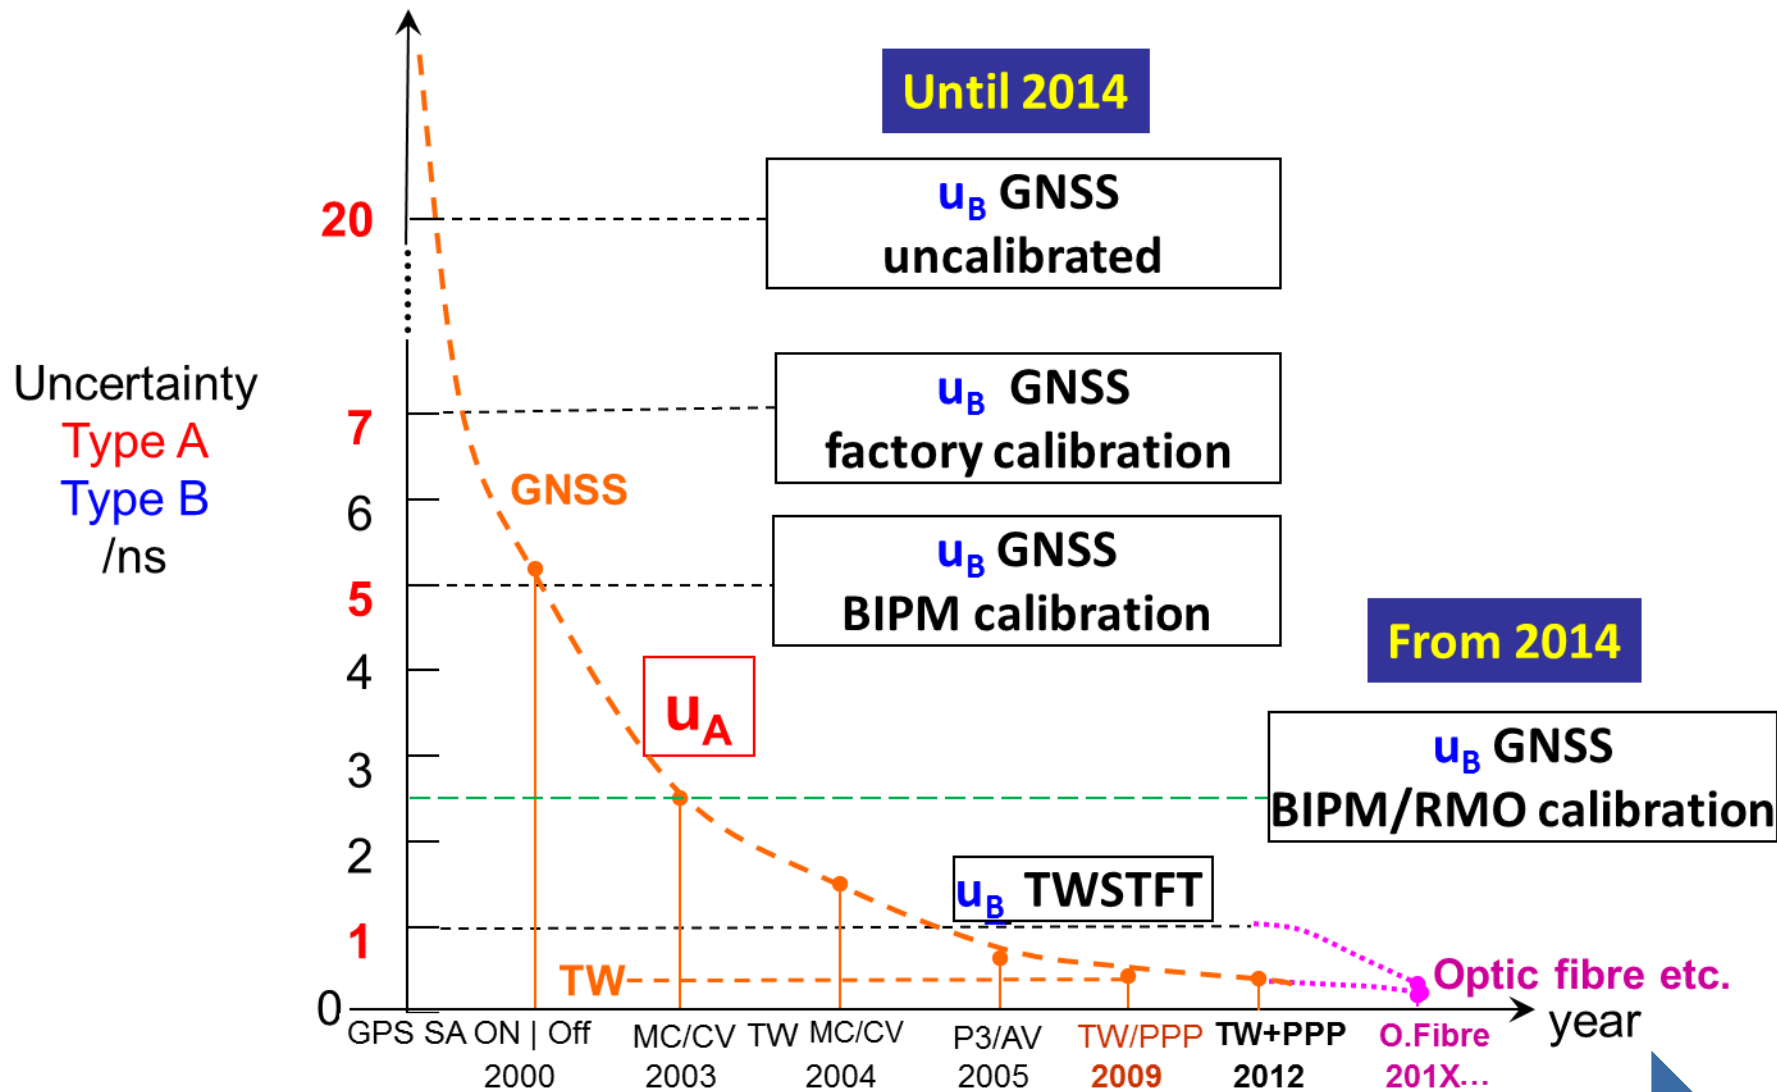 Until 2014
uB GNSS
uncalibrated
20
Uncertainty
Type A
Type B
/ns
7
uB GNSS
factory calibration
GNSS
6
uB GNSS
BIPM calibration
5
From 2014
4
uA
3
uB GNSS
BIPM/RMO calibration
2
uB TWSTFT
1
TW
Optic fibre etc.
0
year
GPS SA ON | Off MC/CV TW MC/CV P3/AV TW/PPP TW+PPP O.Fibre
2000 2003 2004 2005 2009 2012 201X...